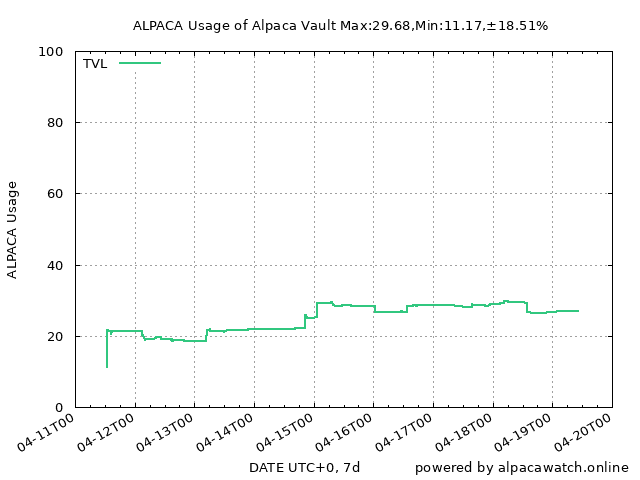 ALPACA Usage of Alpaca Vault Max:29.68,Min:11.17,±18.51%
TVL
100
80
60
40
20
0
ALPACA Usage
04-11T00
04-12T00
04-13T00
04-14T00
04-15T00
04-16T00
04-17T00
04-18T00
04-19T00
04-20T00
DATE UTC+0, 7d
powered by alpacawatch.online